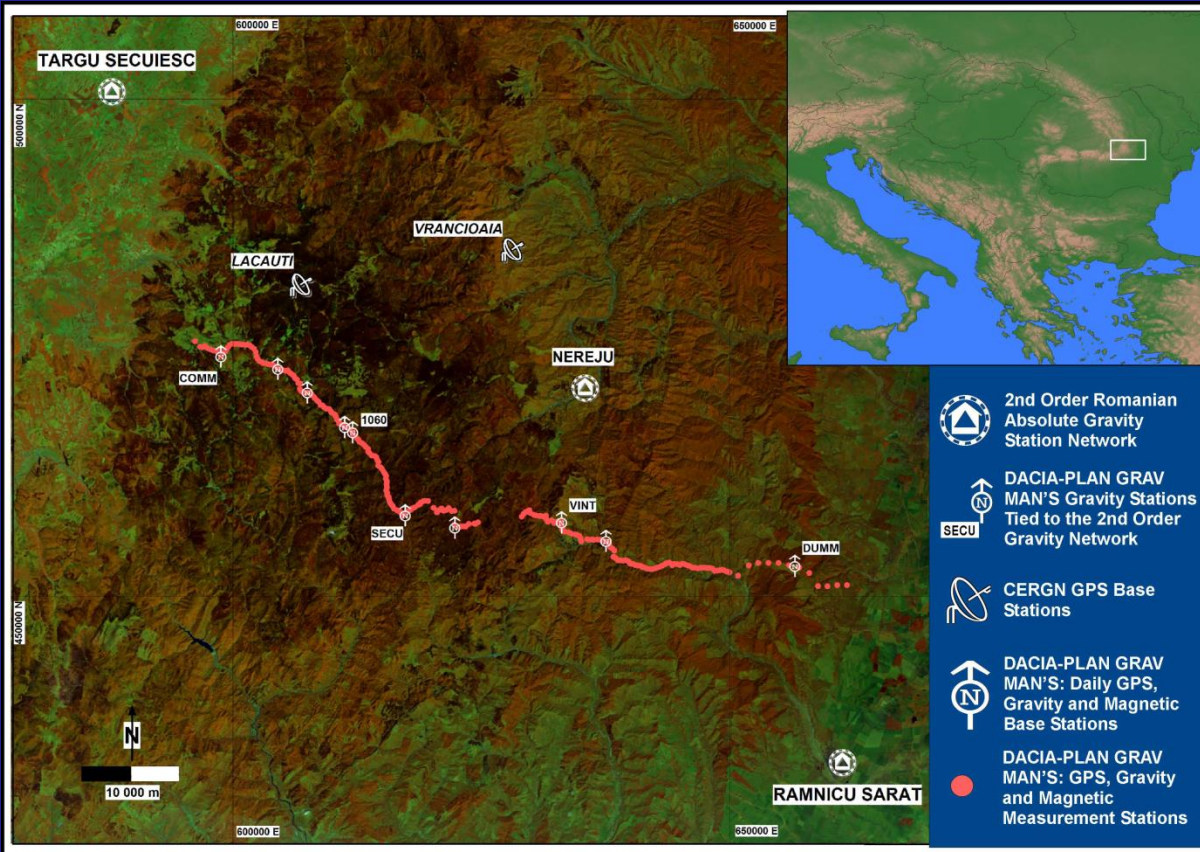 600000 E
650000 E
TARGU SECUIESC
500000 N
VRANCIOAIA
LACAUTI
NEREJU
COMM
1060
VINT
SECU
DUMM
450000 N
N
10 000 m
RAMNICU SARAT
600000 E
650000 E
2nd Order Romanian
Absolute Gravity
Station Network
DACIA-PLAN GRAV
MAN'S Gravity Stations
Tied to the 2nd Order
Gravity Network
SECU
CERGN GPS Base
Stations
DACIA-PLAN GRAV
MAN'S: Daily GPS,
Gravity and Magnetic
Base Stations
N
DACIA-PLAN GRAV
MAN'S: GPS, Gravity
and Magnetic
Measurement Stations